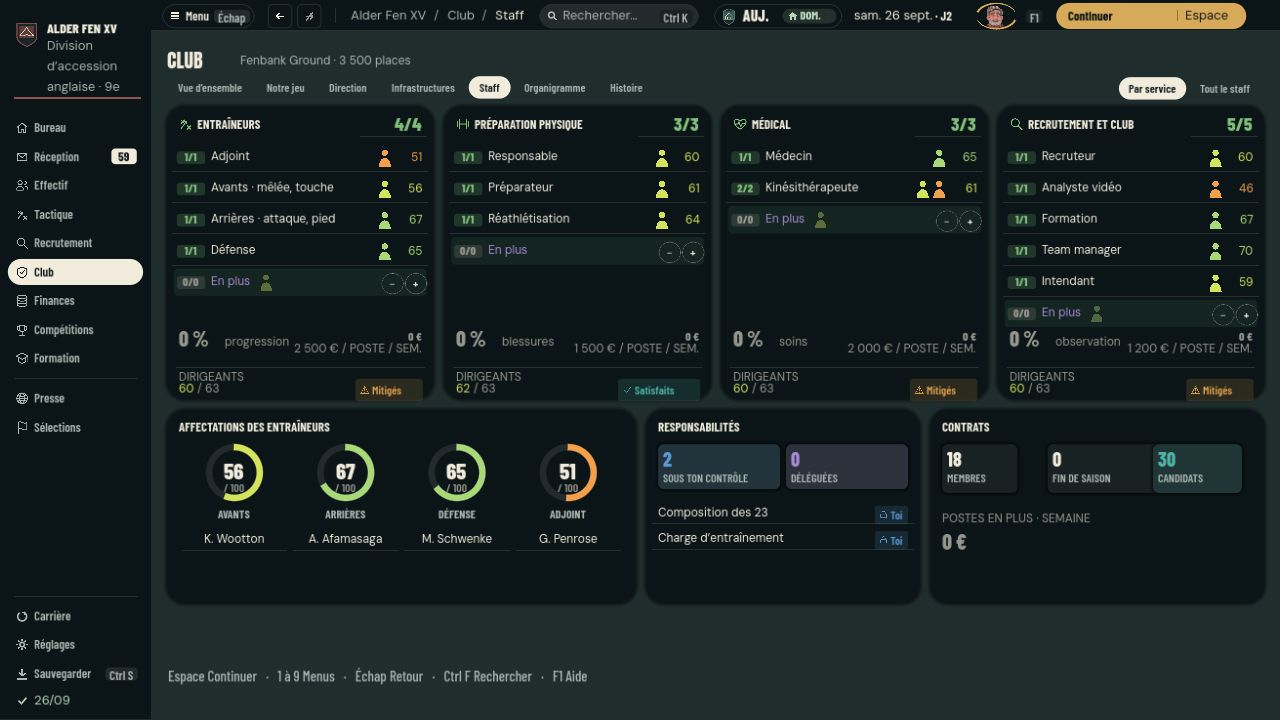 ALDER FEN XV
Division
d'accession
anglaise · 9e
Menu Échap
Alder Fen XV / Club / Staff
Rechercher... Ctrl K
AUJ. DOM.
sam. 26 sept. · J2
F1
Continuer Espace
Bureau
Réception 59
Effectif
Tactique
Recrutement
Club
Finances
Compétitions
Formation
Presse
Sélections
Carrière
Réglages
Sauvegarder Ctrl S
26/09
CLUB
Fenbank Ground · 3 500 places
Vue d'ensemble Notre jeu Direction Infrastructures Staff Organigramme Histoire
Par service Tout le staff
ENTRAÎNEURS 4/4
1/1 Adjoint 51
1/1 Avants · mêlée, touche 56
1/1 Arrières · attaque, pied 67
1/1 Défense 65
0/0 En plus − +
0 % progression 0 €
2 500 € / POSTE / SEM.
DIRIGEANTS
60 / 63 Mitigés
PRÉPARATION PHYSIQUE 3/3
1/1 Responsable 60
1/1 Préparateur 61
1/1 Réathlétisation 64
0/0 En plus − +
0 % blessures 0 €
1 500 € / POSTE / SEM.
DIRIGEANTS
62 / 63 Satisfaits
MÉDICAL 3/3
1/1 Médecin 65
2/2 Kinésithérapeute 61
0/0 En plus − +
0 % soins 0 €
2 000 € / POSTE / SEM.
DIRIGEANTS
60 / 63 Mitigés
RECRUTEMENT ET CLUB 5/5
1/1 Recruteur 60
1/1 Analyste vidéo 46
1/1 Formation 67
1/1 Team manager 70
1/1 Intendant 59
0/0 En plus − +
0 % observation 0 €
1 200 € / POSTE / SEM.
DIRIGEANTS
60 / 63 Mitigés
AFFECTATIONS DES ENTRAÎNEURS
56 / 100 AVANTS K. Wootton
67 / 100 ARRIÈRES A. Afamasaga
65 / 100 DÉFENSE M. Schwenke
51 / 100 ADJOINT G. Penrose
RESPONSABILITÉS
2 SOUS TON CONTRÔLE
0 DÉLÉGUÉES
Composition des 23 Toi
Charge d'entraînement Toi
CONTRATS
18 MEMBRES
0 FIN DE SAISON
30 CANDIDATS
POSTES EN PLUS · SEMAINE
0 €
Espace Continuer · 1 à 9 Menus · Échap Retour · Ctrl F Rechercher · F1 Aide